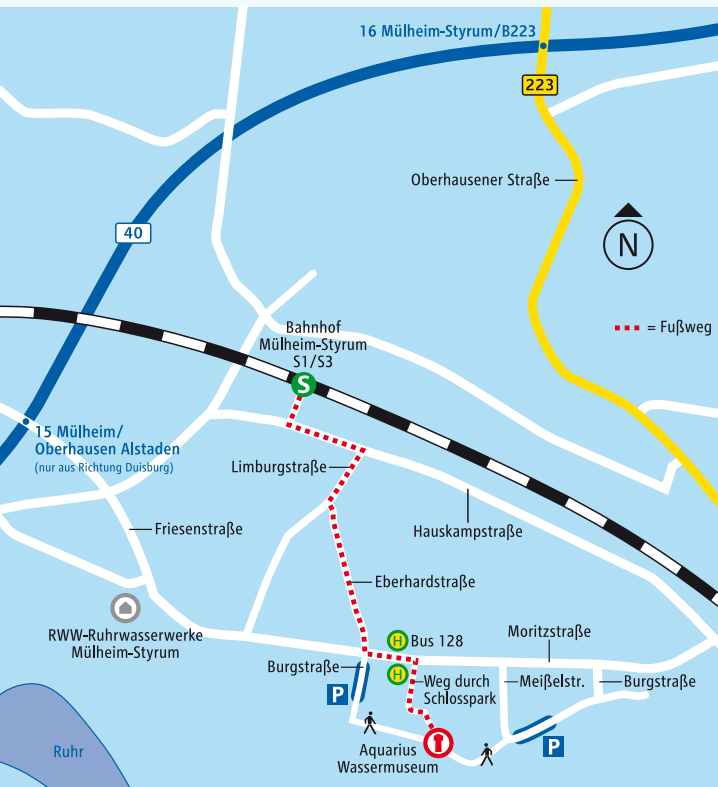 16 Mülheim-Styrum/B223
223
Oberhausener Straße
40
N
Bahnhof
Mülheim-Styrum
S1/S3
= Fußweg
S
15 Mülheim/
Oberhausen Alstaden
(nur aus Richtung Duisburg)
Limburgstraße
Friesenstraße
Hauskampstraße
Eberhardstraße
RWW-Ruhrwasserwerke
Mülheim-Styrum
H Bus 128
Moritzstraße
Burgstraße
H
Weg durch
Schlosspark
Meißelstr.
Burgstraße
P
P
Ruhr
Aquarius
Wassermuseum